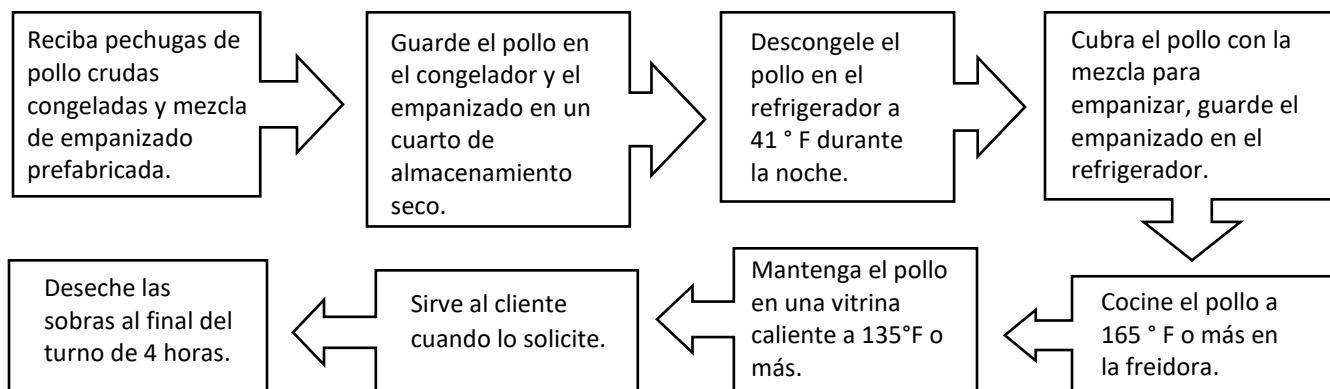 Reciba pechugas de
pollo crudas
congeladas y mezcla
de empanizado
prefabricada.
Guarde el pollo en
el congelador y el
empanizado en un
cuarto de
almacenamiento
seco.
Descongele el
pollo en el
refrigerador a
41 ° F durante
la noche.
Cubra el pollo con la
mezcla para
empanizar, guarde el
empanizado en el
refrigerador.
Cocine el pollo a
165 ° F o más en
la freidora.
Mantenga el pollo
en una vitrina
caliente a 135°F o
más.
Sirve al cliente
cuando lo solicite.
Deseche las
sobras al final del
turno de 4 horas.